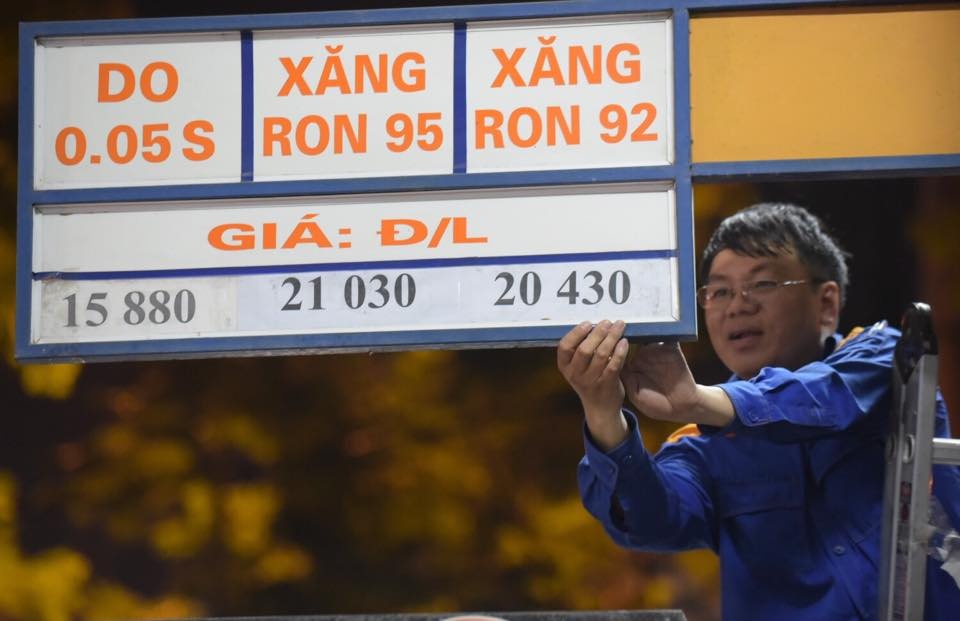 DO
0.05 S
XĂNG
RON 95
XĂNG
RON 92
GIÁ: Đ/L
15 880
21 030
20 430